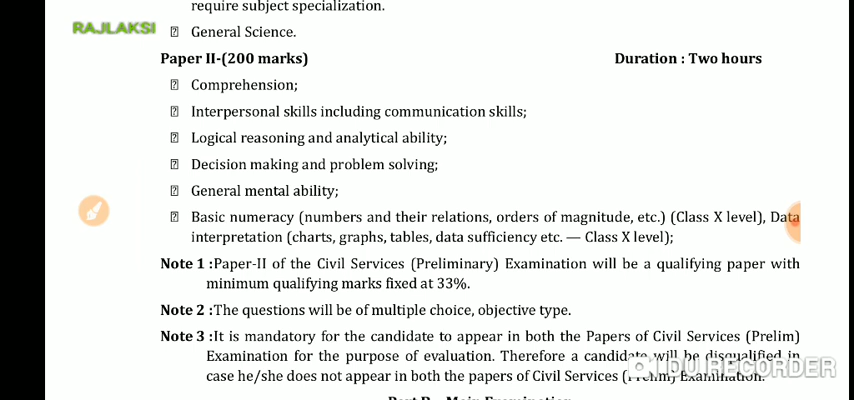 require subject specialization.
RAJLAKSI
General Science.
Paper II-(200 marks) Duration : Two hours
Comprehension;
Interpersonal skills including communication skills;
Logical reasoning and analytical ability;
Decision making and problem solving;
General mental ability;
Basic numeracy (numbers and their relations, orders of magnitude, etc.) (Class X level), Data
interpretation (charts, graphs, tables, data sufficiency etc. — Class X level);
Note 1 :Paper-II of the Civil Services (Preliminary) Examination will be a qualifying paper with
minimum qualifying marks fixed at 33%.
Note 2 :The questions will be of multiple choice, objective type.
Note 3 :It is mandatory for the candidate to appear in both the Papers of Civil Services (Prelim)
Examination for the purpose of evaluation. Therefore a candidate will be disqualified in
case he/she does not appear in both the papers of Civil Services (Prelim) Examination.
DU RECORDER
Part B—Main Examination